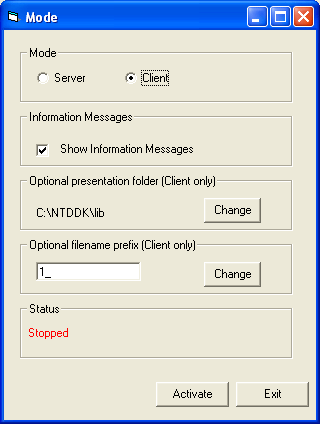 Mode
Mode
Server
Client
Information Messages
Show Information Messages
Optional presentation folder (Client only)
C:\NTDDK\lib
Change
Optional filename prefix (Client only)
1_
Change
Status
Stopped
Activate
Exit